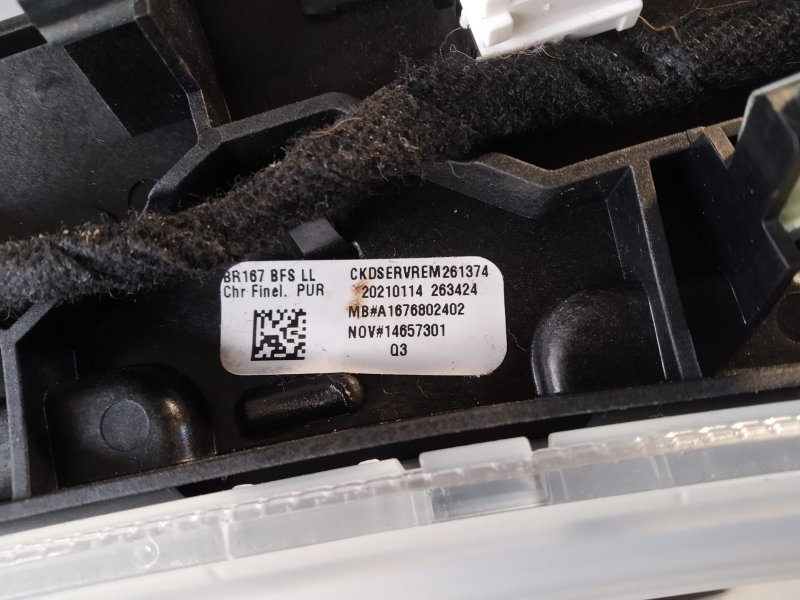 BR167 BFS LL CKDSERVREM261374
Chr Finel. PUR 20210114 263424
MB#A1676802402
NOV#14657301
Q3